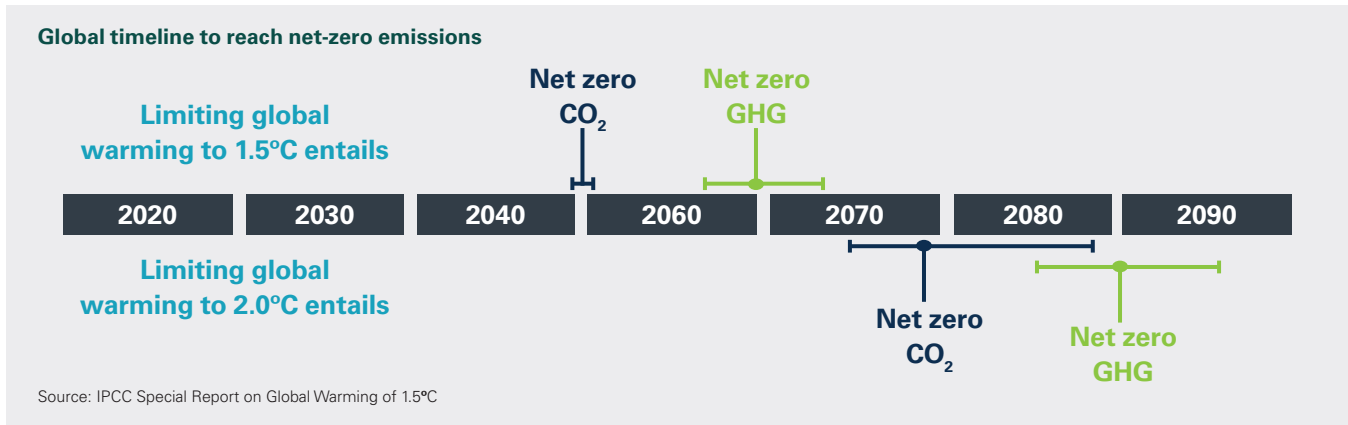 Global timeline to reach net-zero emissions
Limiting global
warming to 1.5ºC entails
Net zero
CO₂
Net zero
GHG
2020 2030 2040 2060 2070 2080 2090
Limiting global
warming to 2.0ºC entails
Net zero
CO₂
Net zero
GHG
Source: IPCC Special Report on Global Warming of 1.5ºC